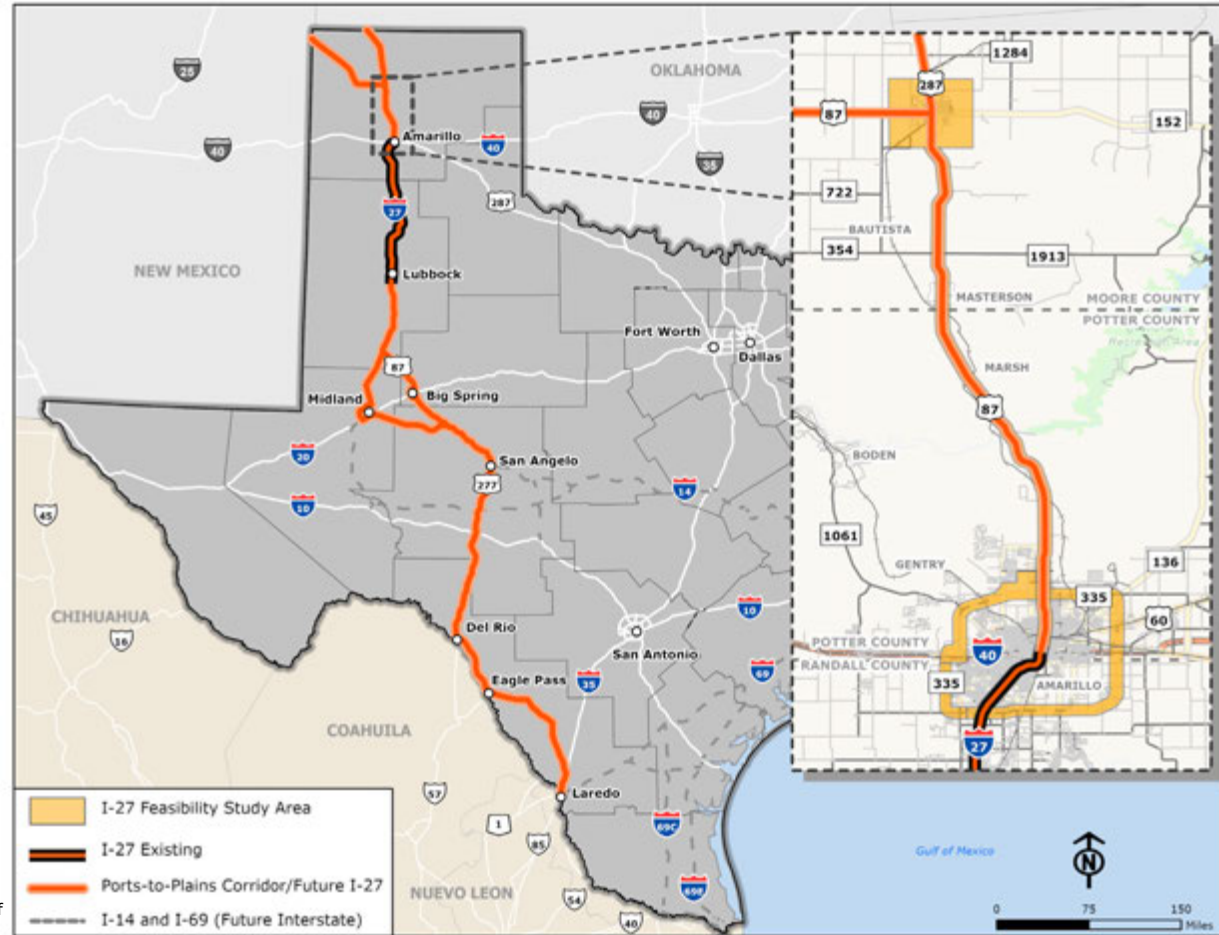 25
OKLAHOMA
40
35
Amarillo
40
40
287
27
NEW MEXICO
Lubbock
Fort Worth
Dallas
87
Big Spring
Midland
20
San Angelo
277
14
10
45
CHIHUAHUA
16
10
Del Rio
San Antonio
Eagle Pass
35
69
COAHUILA
57
Laredo
1
85
69C
NUEVO LEON
54
40
69E
Gulf of Mexico
N
0 75 150
Miles
1284
287
87
152
722
BAUTISTA
354
1913
MASTERSON
MOORE COUNTY
POTTER COUNTY
Recreation Area
MARSH
87
BODEN
1061
GENTRY
136
335
60
POTTER COUNTY
40
RANDALL COUNTY
335
AMARILLO
27
I-27 Feasibility Study Area
I-27 Existing
Ports-to-Plains Corridor/Future I-27
I-14 and I-69 (Future Interstate)
f